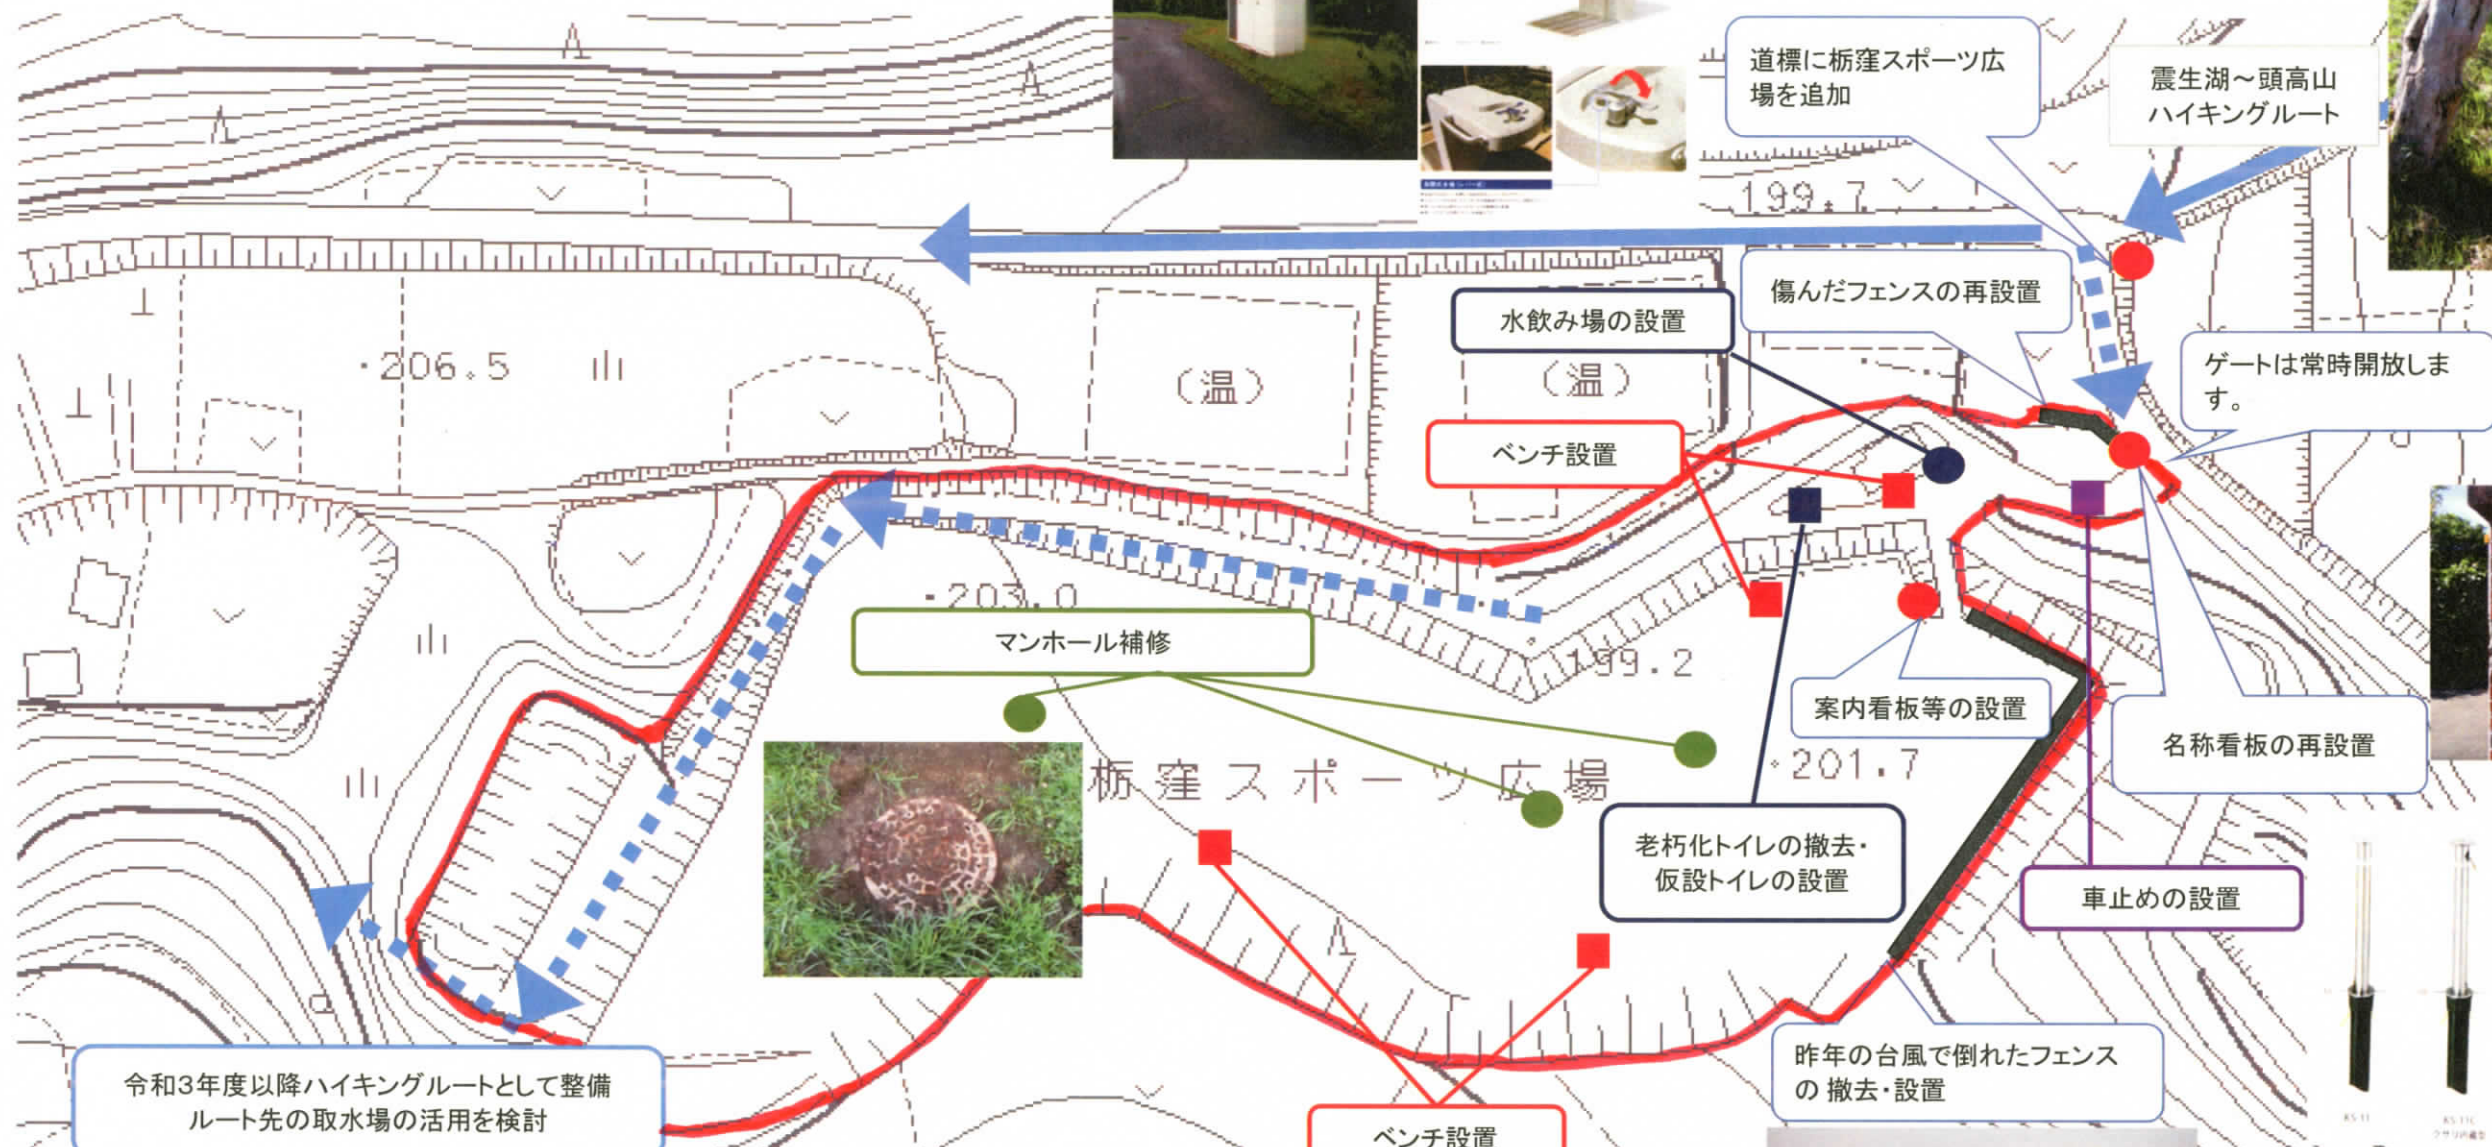 道標に栃窪スポーツ広
場を追加
震生湖～頭高山
ハイキングルート
199.7
傷んだフェンスの再設置
水飲み場の設置
ゲートは常時開放しま
す。
・206.5
(温)
(温)
ベンチ設置
・203.0
マンホール補修
199.2
案内看板等の設置
名称看板の再設置
栃窪スポーツ広場
・201.7
老朽化トイレの撤去・
仮設トイレの設置
車止めの設置
昨年の台風で倒れたフェンス
の 撤去・設置
令和3年度以降ハイキングルートとして整備
ルート先の取水場の活用を検討
ベンチ設置
KS-11
KS-11C